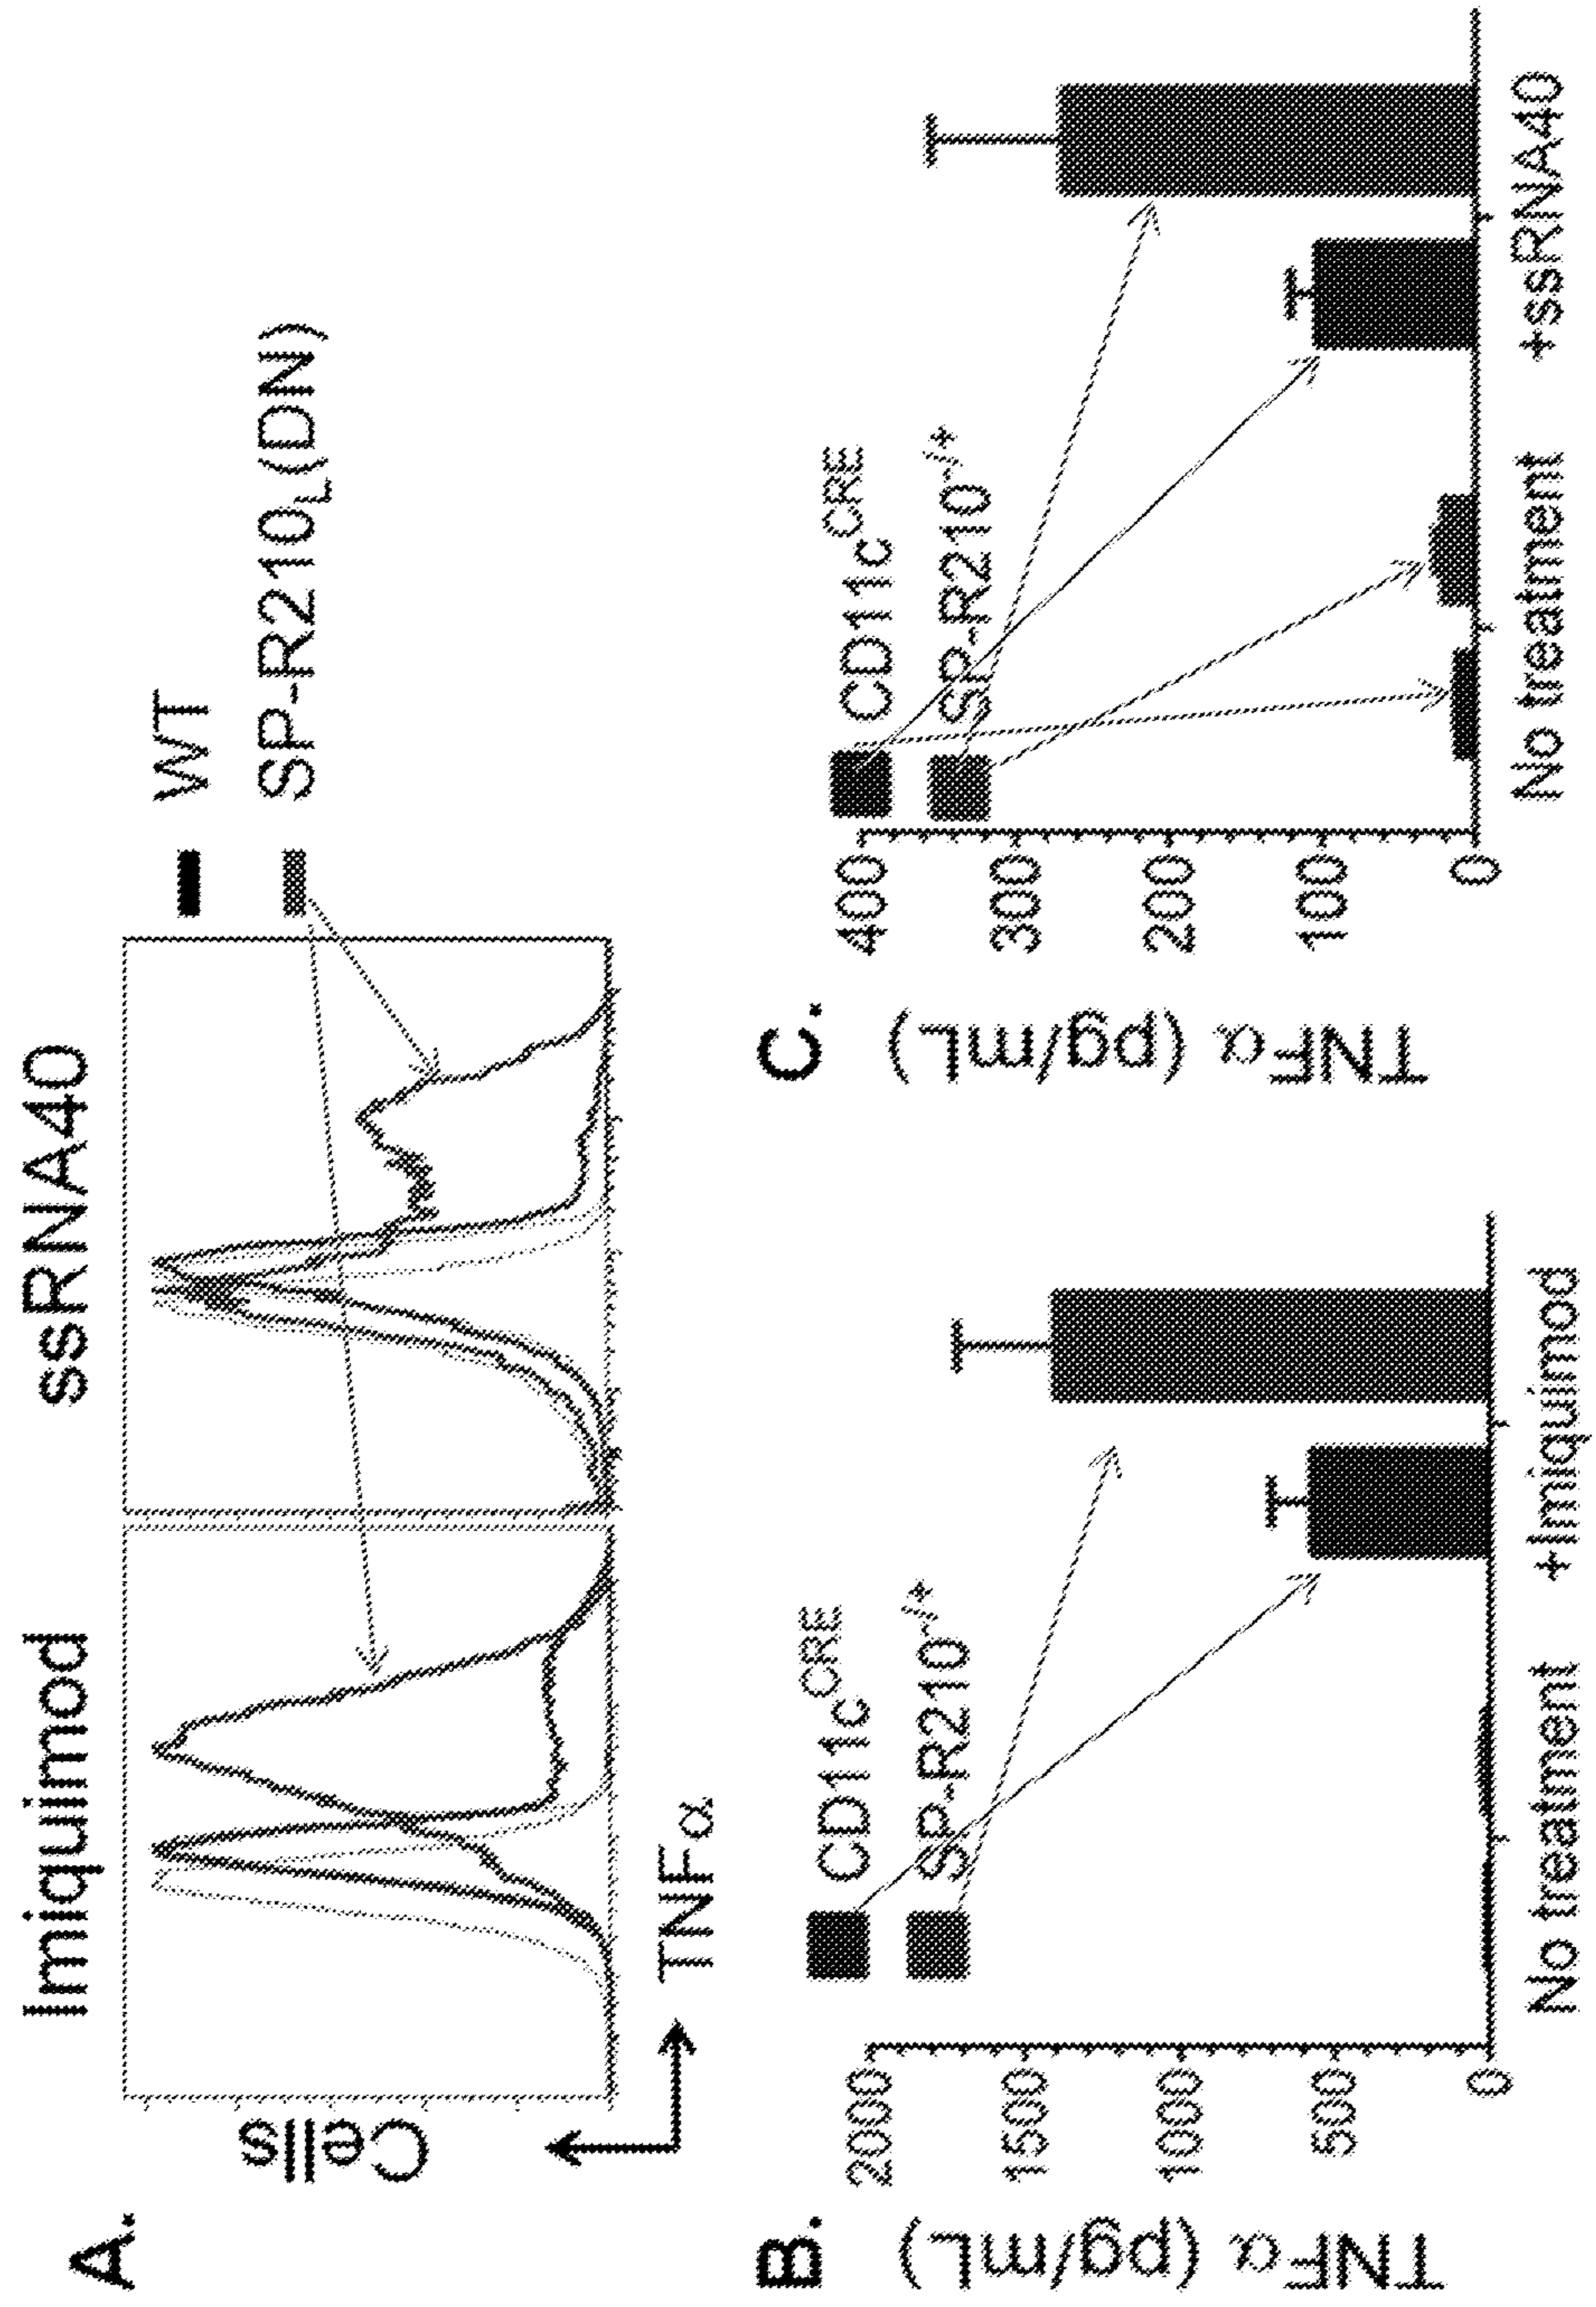 A.
Imiquimod
ssRNA40
WT
SP-R210L(DN)
Cells
TNFα
B.
TNFα (pg/mL)
2000
1500
1000
500
0
CD11cCRE
SP-R210-/+
No treatment
+Imiquimod
C.
TNFα (pg/mL)
400
300
200
100
0
CD11cCRE
SP-R210-/+
No treatment
+ssRNA40